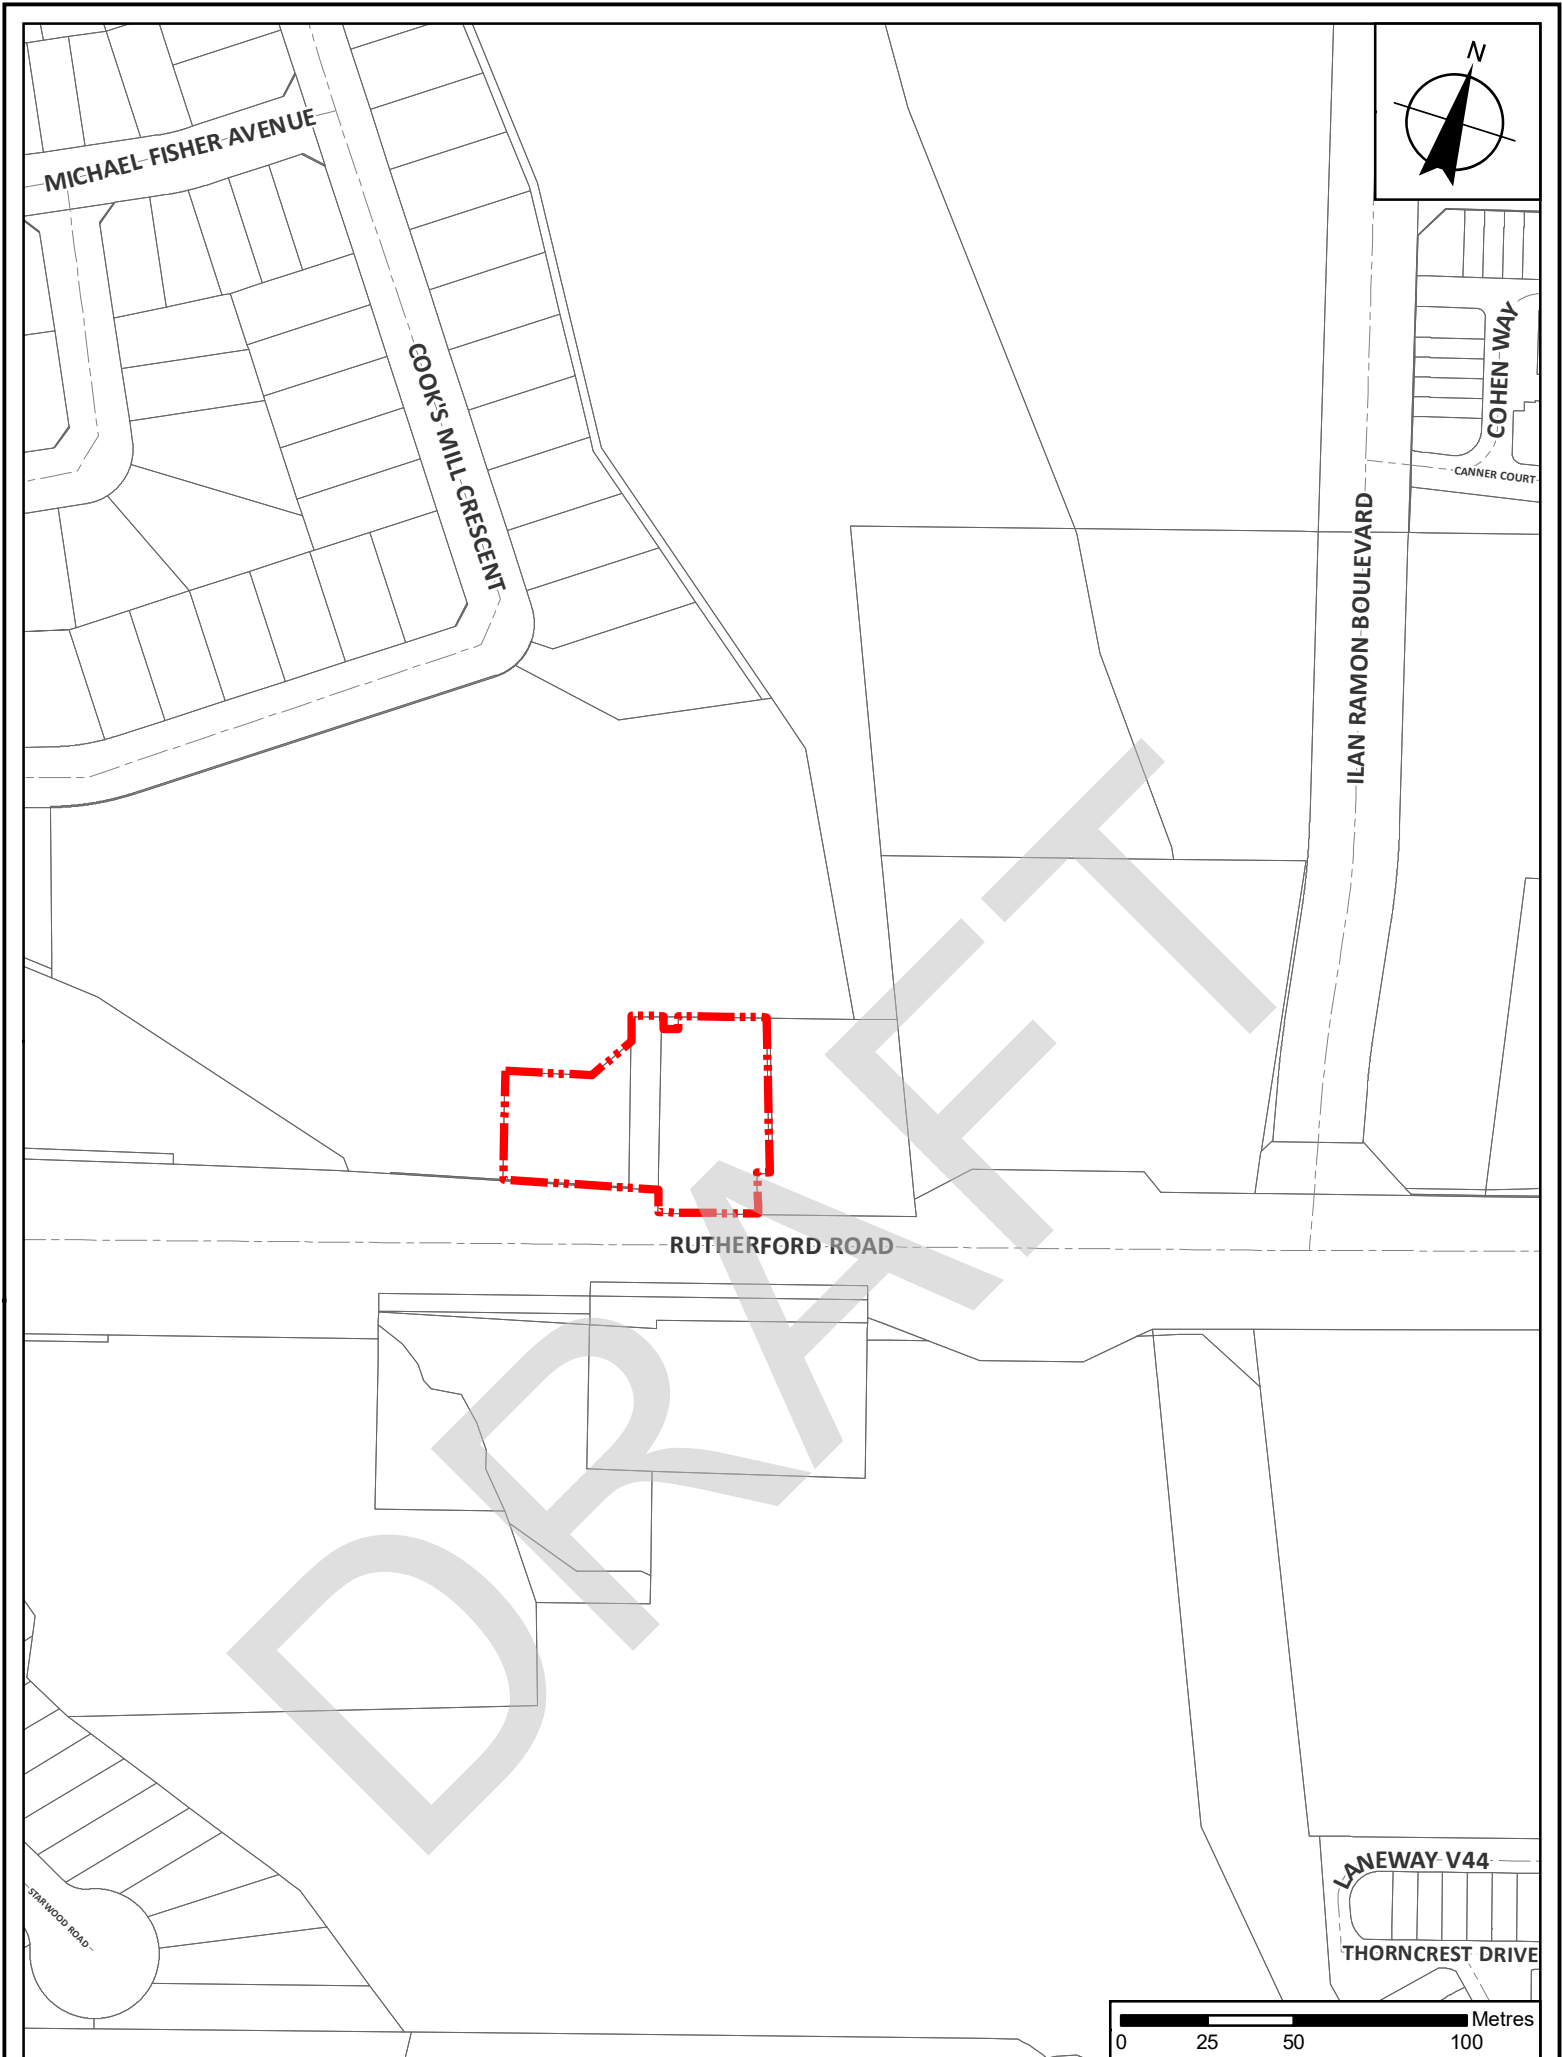 N
MICHAEL FISHER AVENUE
COOK'S MILL CRESCENT
COHEN WAY
CANNER COURT
ILAN RAMON BOULEVARD
RUTHERFORD ROAD
DRAFT
LANEWAY V44
STARWOOD ROAD
THORNCREST DRIVE
Metres
0 25 50 100